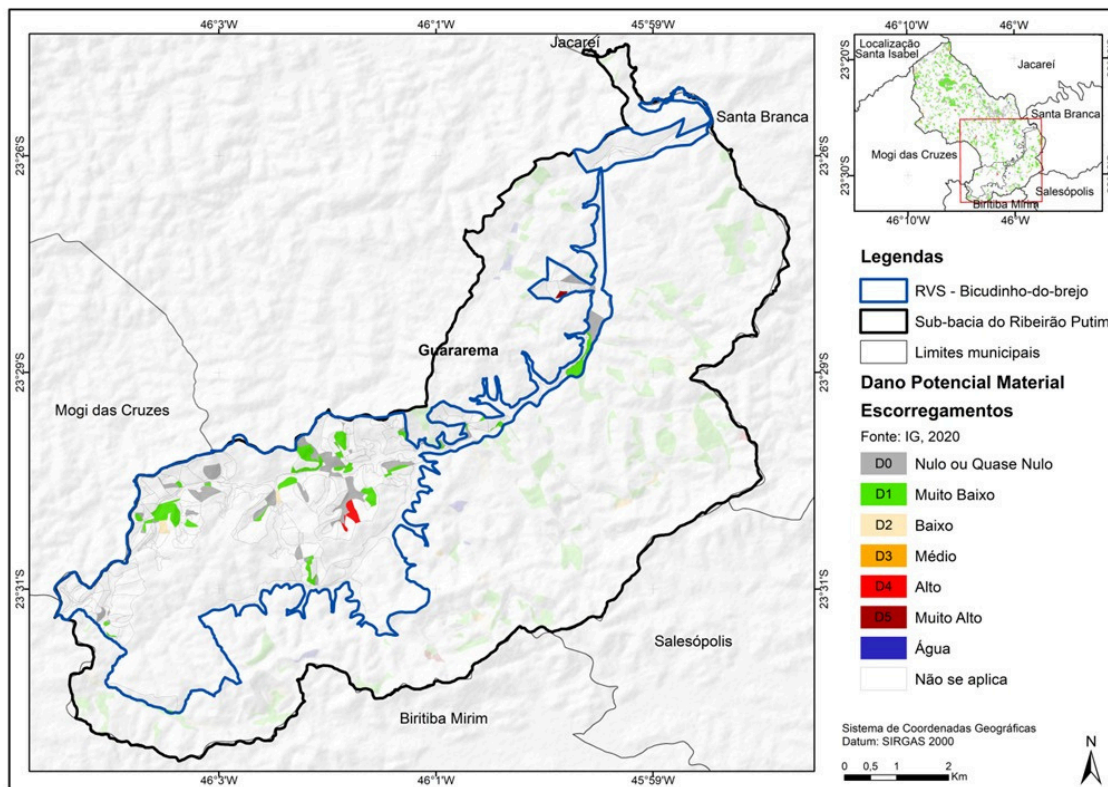 46°3'W 46°1'W 45°59'W
Jacareí
Santa Branca
23°26'S 23°26'S
Guararema
23°29'S 23°29'S
Mogi das Cruzes
23°31'S 23°31'S
Salesópolis
Biritiba Mirim
46°3'W 46°1'W 45°59'W
46°10'W 46°W
Localização
Santa Isabel
Jacareí
23°20'S
Santa Branca
Mogi das Cruzes
23°30'S
Salesópolis
Biritiba Mirim
46°10'W 46°W
Legendas
RVS - Bicudinho-do-brejo
Sub-bacia do Ribeirão Putim
Limites municipais
Dano Potencial Material
Escorregamentos
Fonte: IG, 2020
D0 Nulo ou Quase Nulo
D1 Muito Baixo
D2 Baixo
D3 Médio
D4 Alto
D5 Muito Alto
Água
Não se aplica
Sistema de Coordenadas Geográficas
Datum: SIRGAS 2000
0 0,5 1 2
Km
N